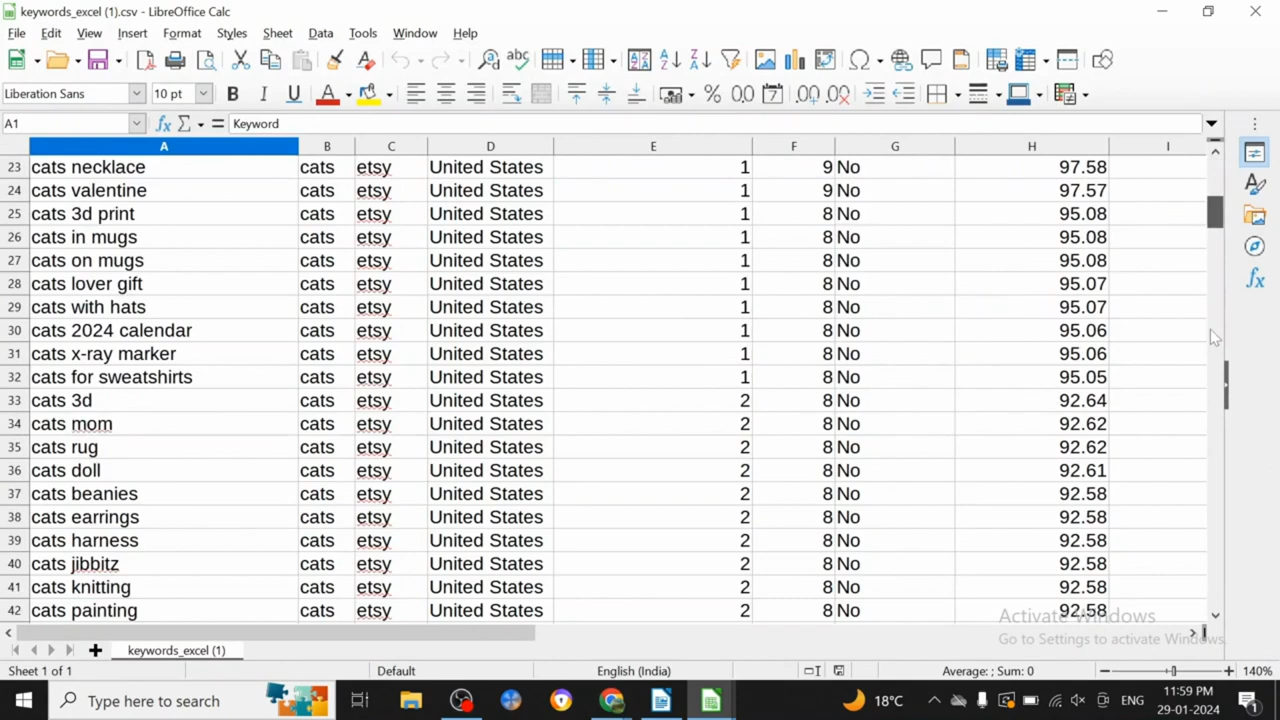 keywords_excel (1).csv - LibreOffice Calc
File Edit View Insert Format Styles Sheet Data Tools Window Help
Liberation Sans 10 pt
A1 Keyword
A B C D E F G H I
23 cats necklace cats etsy United States 1 9 No 97.58
24 cats valentine cats etsy United States 1 9 No 97.57
25 cats 3d print cats etsy United States 1 8 No 95.08
26 cats in mugs cats etsy United States 1 8 No 95.08
27 cats on mugs cats etsy United States 1 8 No 95.08
28 cats lover gift cats etsy United States 1 8 No 95.07
29 cats with hats cats etsy United States 1 8 No 95.07
30 cats 2024 calendar cats etsy United States 1 8 No 95.06
31 cats x-ray marker cats etsy United States 1 8 No 95.06
32 cats for sweatshirts cats etsy United States 1 8 No 95.05
33 cats 3d cats etsy United States 2 8 No 92.64
34 cats mom cats etsy United States 2 8 No 92.62
35 cats rug cats etsy United States 2 8 No 92.62
36 cats doll cats etsy United States 2 8 No 92.61
37 cats beanies cats etsy United States 2 8 No 92.58
38 cats earrings cats etsy United States 2 8 No 92.58
39 cats harness cats etsy United States 2 8 No 92.58
40 cats jibbitz cats etsy United States 2 8 No 92.58
41 cats knitting cats etsy United States 2 8 No 92.58
42 cats painting cats etsy United States 2 8 No 92.58
Activate Windows
Go to Settings to activate Windows.
keywords_excel (1)
Sheet 1 of 1 Default English (India) Average: ; Sum: 0 140%
Type here to search 18°C ENG 11:59 PM
29-01-2024 1